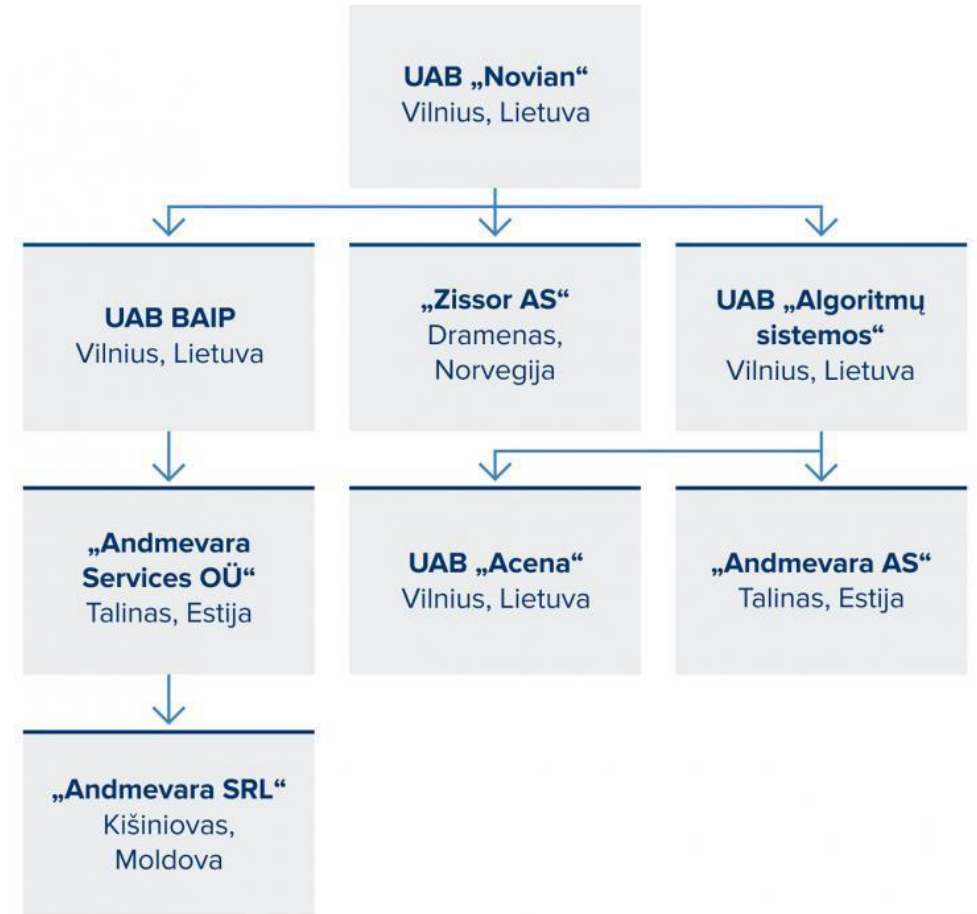 UAB „Novian“
Vilnius, Lietuva
UAB BAIP
Vilnius, Lietuva
„Zissor AS“
Dramenas,
Norvegija
UAB „Algoritmų
sistemos“
Vilnius, Lietuva
„Andmevara
Services OÜ“
Talinas, Estija
UAB „Acena“
Vilnius, Lietuva
„Andmevara AS“
Talinas, Estija
„Andmevara SRL“
Kišiniovas,
Moldova